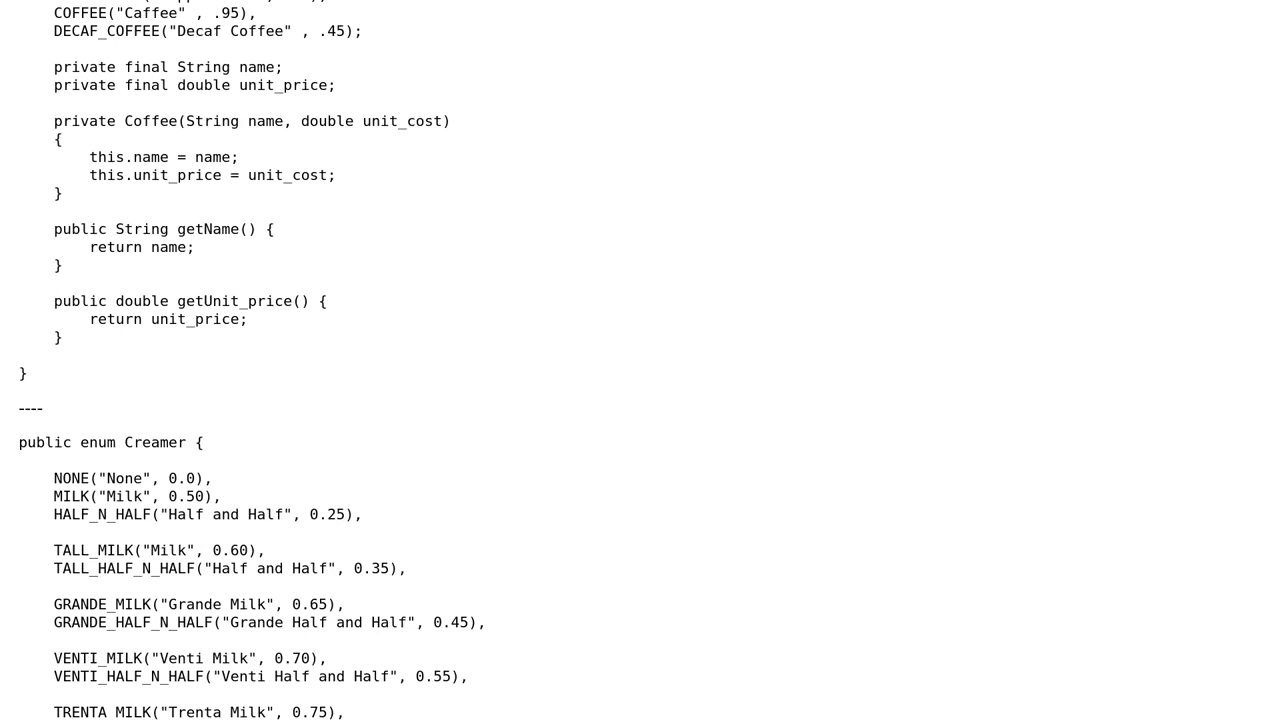 COFFEE("Caffee" , .95),
DECAF_COFFEE("Decaf Coffee" , .45);
private final String name;
private final double unit_price;
private Coffee(String name, double unit_cost)
{
this.name = name;
this.unit_price = unit_cost;
}
public String getName() {
return name;
}
public double getUnit_price() {
return unit_price;
}
}
----
public enum Creamer {
NONE("None", 0.0),
MILK("Milk", 0.50),
HALF_N_HALF("Half and Half", 0.25),
TALL_MILK("Milk", 0.60),
TALL_HALF_N_HALF("Half and Half", 0.35),
GRANDE_MILK("Grande Milk", 0.65),
GRANDE_HALF_N_HALF("Grande Half and Half", 0.45),
VENTI_MILK("Venti Milk", 0.70),
VENTI_HALF_N_HALF("Venti Half and Half", 0.55),
TRENTA_MILK("Trenta Milk", 0.75),